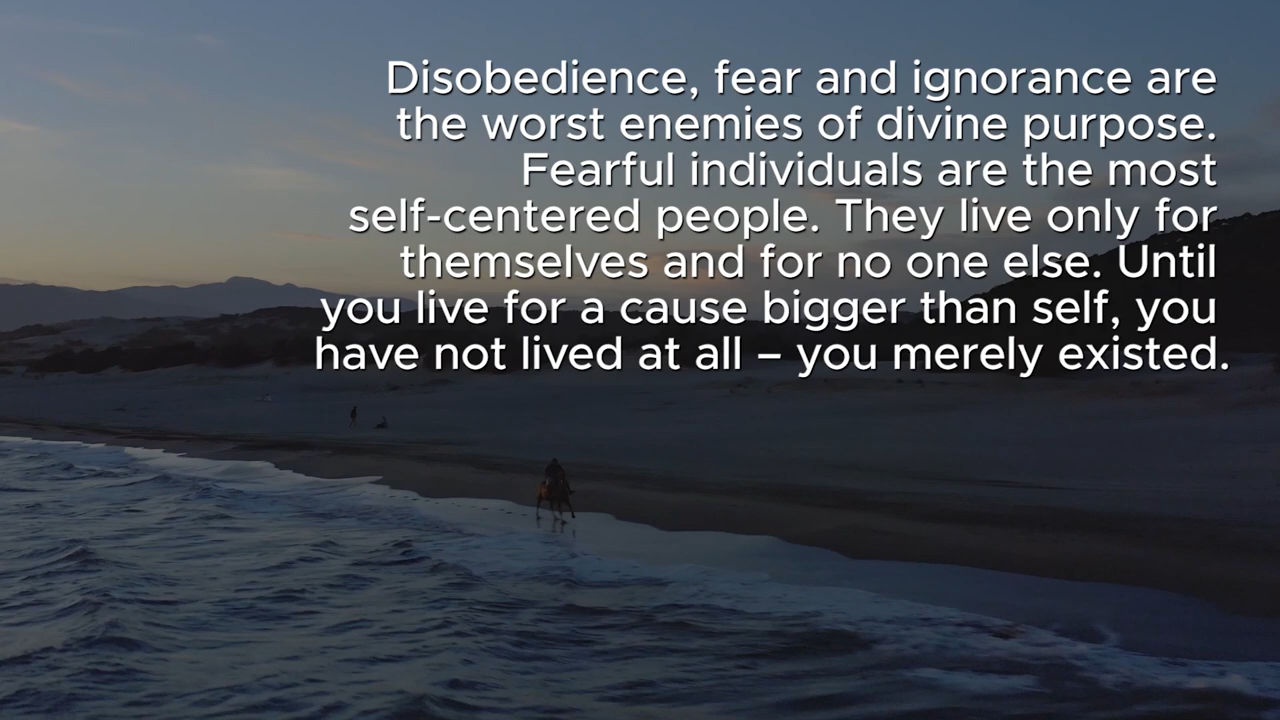 Disobedience, fear and ignorance are
the worst enemies of divine purpose.
Fearful individuals are the most
self-centered people. They live only for
themselves and for no one else. Until
you live for a cause bigger than self, you
have not lived at all – you merely existed.